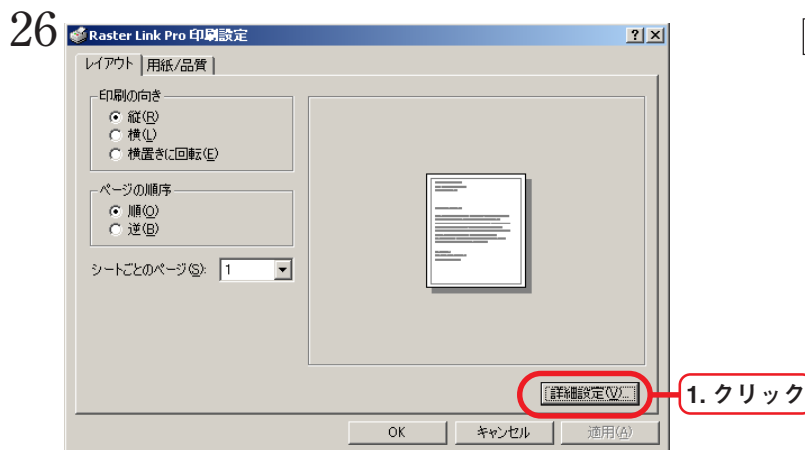 26
Raster Link Pro 印刷設定
レイアウト 用紙/品質
印刷の向き
縦(R)
横(L)
横置きに回転(E)
ページの順序
順(O)
逆(B)
シートごとのページ(S): 1
詳細設定(V)...
1. クリック
OK キャンセル 適用(A)